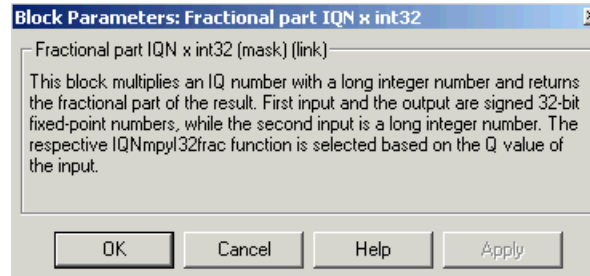 Block Parameters: Fractional part IQN x int32
Fractional part IQN x int32 (mask) (link)
This block multiplies an IQ number with a long integer number and returns
the fractional part of the result. First input and the output are signed 32-bit
fixed-point numbers, while the second input is a long integer number. The
respective IQNmpyI32frac function is selected based on the Q value of
the input.
OK Cancel Help Apply